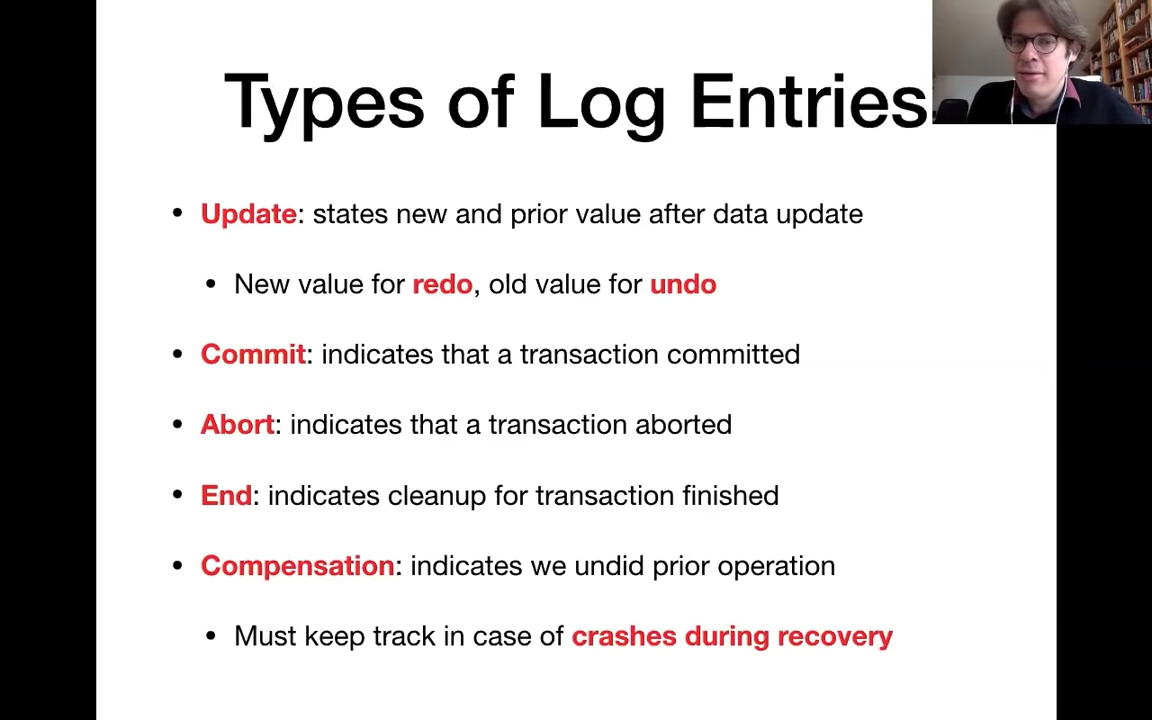 Types of Log Entries
• Update: states new and prior value after data update
• New value for redo, old value for undo
• Commit: indicates that a transaction committed
• Abort: indicates that a transaction aborted
• End: indicates cleanup for transaction finished
• Compensation: indicates we undid prior operation
• Must keep track in case of crashes during recovery